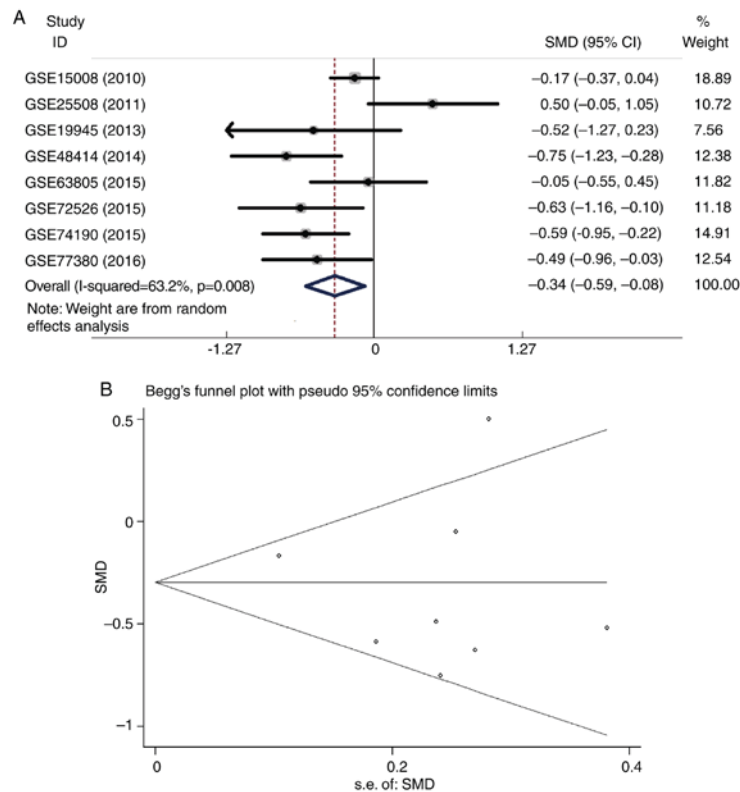 A
Study
ID
SMD (95% CI)
%
Weight
GSE15008 (2010) −0.17 (−0.37, 0.04) 18.89
GSE25508 (2011) 0.50 (−0.05, 1.05) 10.72
GSE19945 (2013) −0.52 (−1.27, 0.23) 7.56
GSE48414 (2014) −0.75 (−1.23, −0.28) 12.38
GSE63805 (2015) −0.05 (−0.55, 0.45) 11.82
GSE72526 (2015) −0.63 (−1.16, −0.10) 11.18
GSE74190 (2015) −0.59 (−0.95, −0.22) 14.91
GSE77380 (2016) −0.49 (−0.96, −0.03) 12.54
Overall (I-squared=63.2%, p=0.008) −0.34 (−0.59, −0.08) 100.00
Note: Weight are from random
effects analysis
-1.27 0 1.27
B
Begg's funnel plot with pseudo 95% confidence limits
0.5
0
−0.5
−1
SMD
0 0.2 0.4
s.e. of: SMD